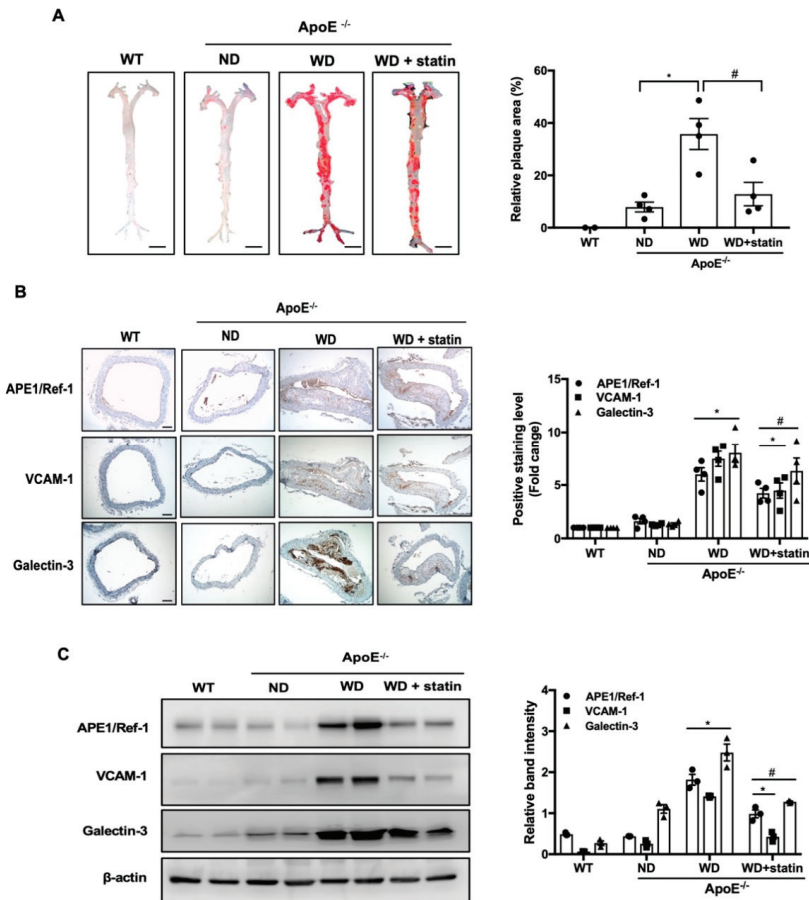 A
ApoE -/-
WT ND WD WD + statin
Relative plaque area (%)
60
40
20
0
* #
WT ND WD WD+statin
ApoE-/-
B
ApoE-/-
WT ND WD WD + statin
APE1/Ref-1
VCAM-1
Galectin-3
Positive staining level
(Fold cange)
15
10
5
0
APE1/Ref-1
VCAM-1
Galectin-3
* #
*
WT ND WD WD+statin
ApoE-/-
C
ApoE-/-
WT ND WD WD + statin
APE1/Ref-1
VCAM-1
Galectin-3
β-actin
Relative band intensity
4
3
2
1
0
APE1/Ref-1
VCAM-1
Galectin-3
* #
*
WT ND WD WD+statin
ApoE-/-